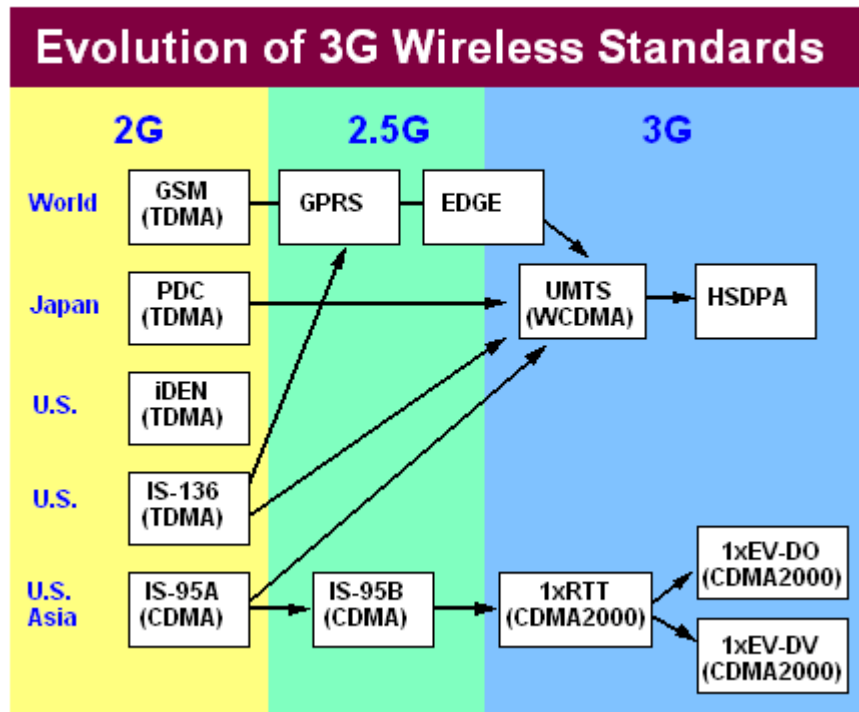 Evolution of 3G Wireless Standards
2G
2.5G
3G
World
GSM
(TDMA)
GPRS
EDGE
Japan
PDC
(TDMA)
UMTS
(WCDMA)
HSDPA
U.S.
iDEN
(TDMA)
U.S.
IS-136
(TDMA)
U.S.
Asia
IS-95A
(CDMA)
IS-95B
(CDMA)
1xRTT
(CDMA2000)
1xEV-DO
(CDMA2000)
1xEV-DV
(CDMA2000)